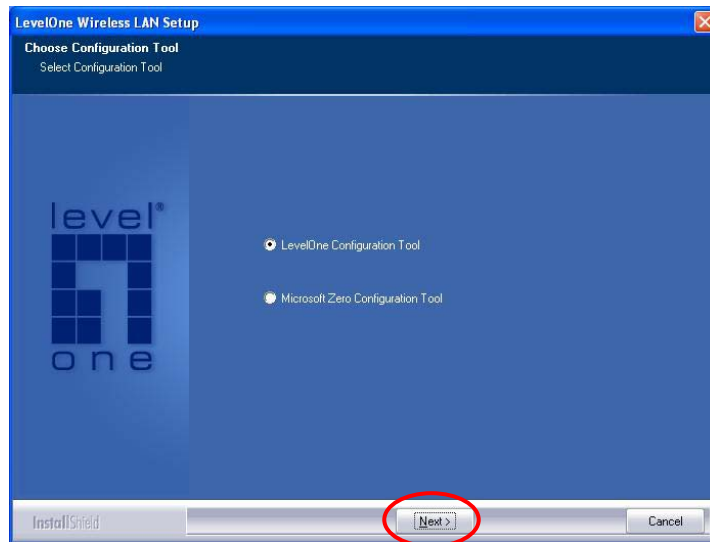 LevelOne Wireless LAN Setup
Choose Configuration Tool
Select Configuration Tool
level®
one
LevelOne Configuration Tool
Microsoft Zero Configuration Tool
InstallShield
Next >
Cancel